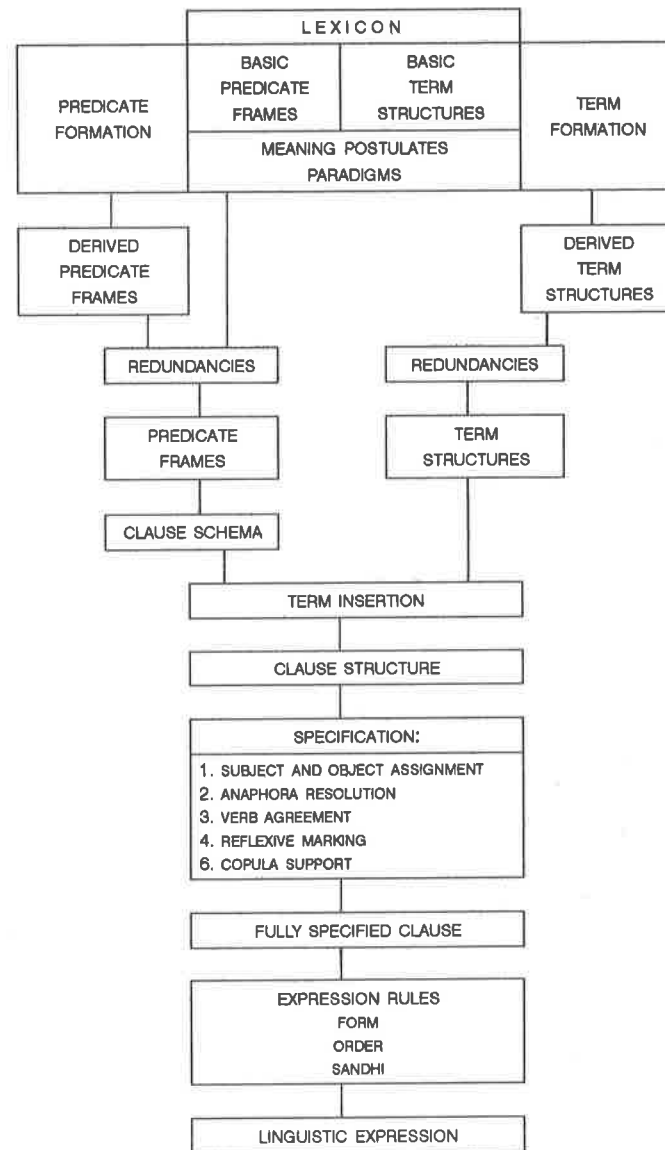 LEXICON
PREDICATE
FORMATION
BASIC
PREDICATE
FRAMES
BASIC
TERM
STRUCTURES
TERM
FORMATION
MEANING POSTULATES
PARADIGMS
DERIVED
PREDICATE
FRAMES
DERIVED
TERM
STRUCTURES
REDUNDANCIES
REDUNDANCIES
PREDICATE
FRAMES
TERM
STRUCTURES
CLAUSE SCHEMA
TERM INSERTION
CLAUSE STRUCTURE
SPECIFICATION:
1. SUBJECT AND OBJECT ASSIGNMENT
2. ANAPHORA RESOLUTION
3. VERB AGREEMENT
4. REFLEXIVE MARKING
6. COPULA SUPPORT
FULLY SPECIFIED CLAUSE
EXPRESSION RULES
FORM
ORDER
SANDHI
LINGUISTIC EXPRESSION